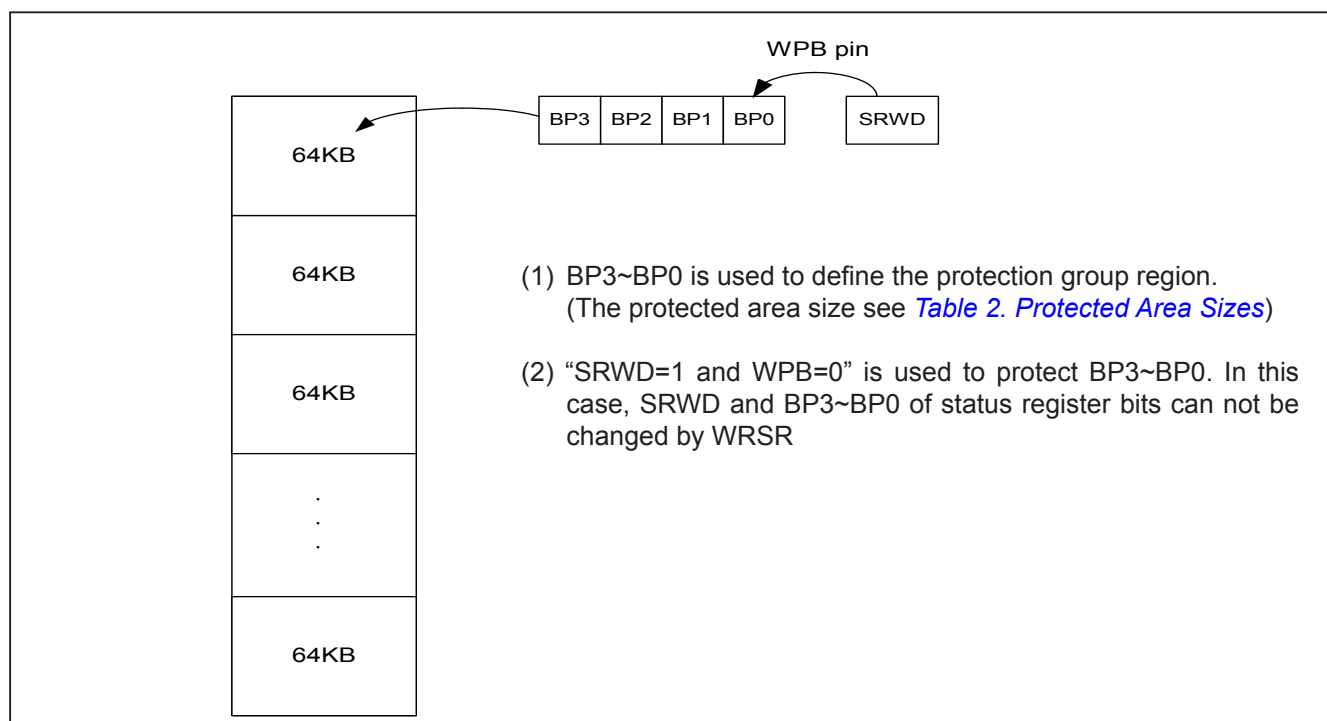 WPB pin
BP3 BP2 BP1 BP0 SRWD
64KB
64KB
(1) BP3~BP0 is used to define the protection group region.
(The protected area size see Table 2. Protected Area Sizes)
64KB
(2) “SRWD=1 and WPB=0” is used to protect BP3~BP0. In this
case, SRWD and BP3~BP0 of status register bits can not be
changed by WRSR
.
.
.
64KB